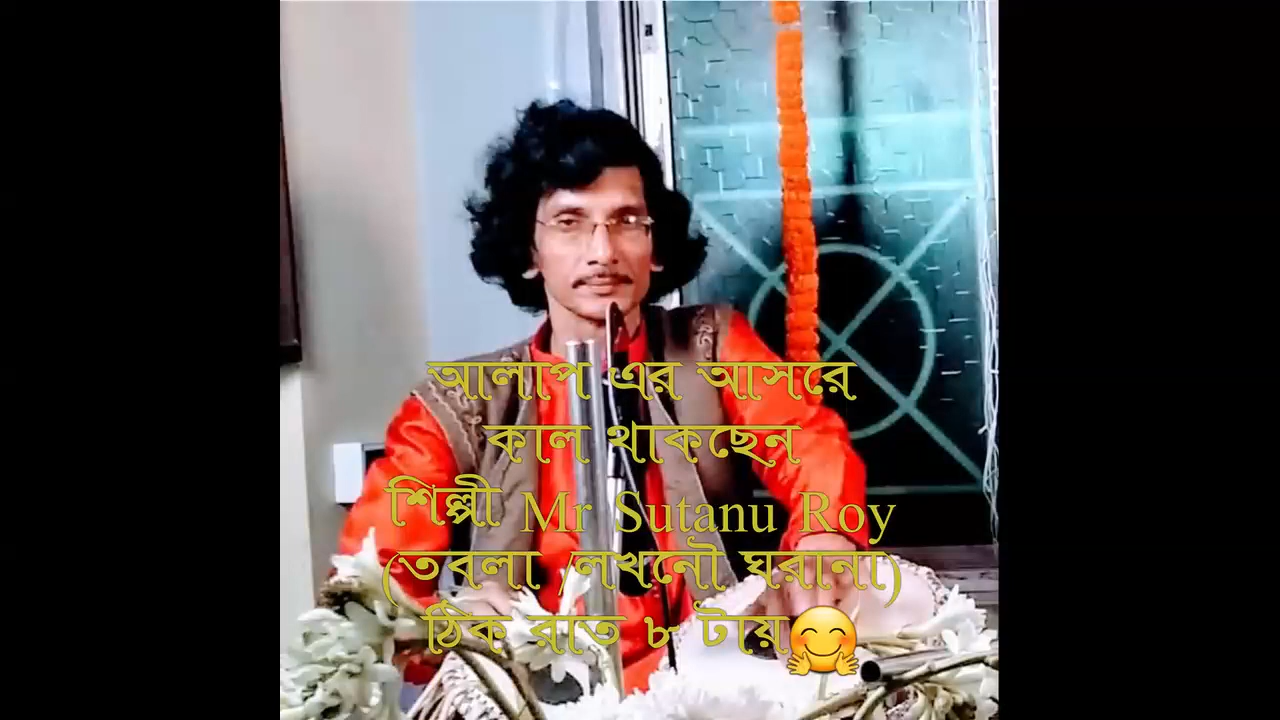 আলাপ এর আসরে
কাল থাকছেন
শিল্পী Mr Sutanu Roy
(তবলা /লখনৌ ঘরানা)
ঠিক রাত ৮ টায়🤗